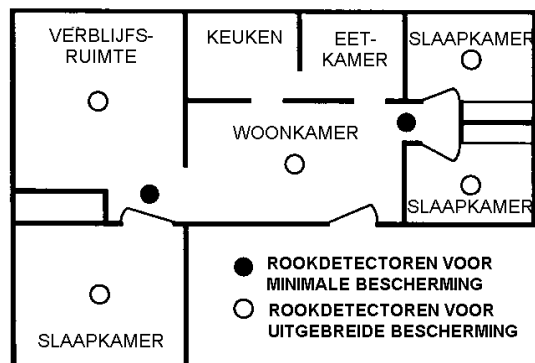 VERBLIJFS-
RUIMTE
KEUKEN
EET-
KAMER
SLAAPKAMER
WOONKAMER
SLAAPKAMER
SLAAPKAMER
ROOKDETECTOREN VOOR
MINIMALE BESCHERMING
ROOKDETECTOREN VOOR
UITGEBREIDE BESCHERMING